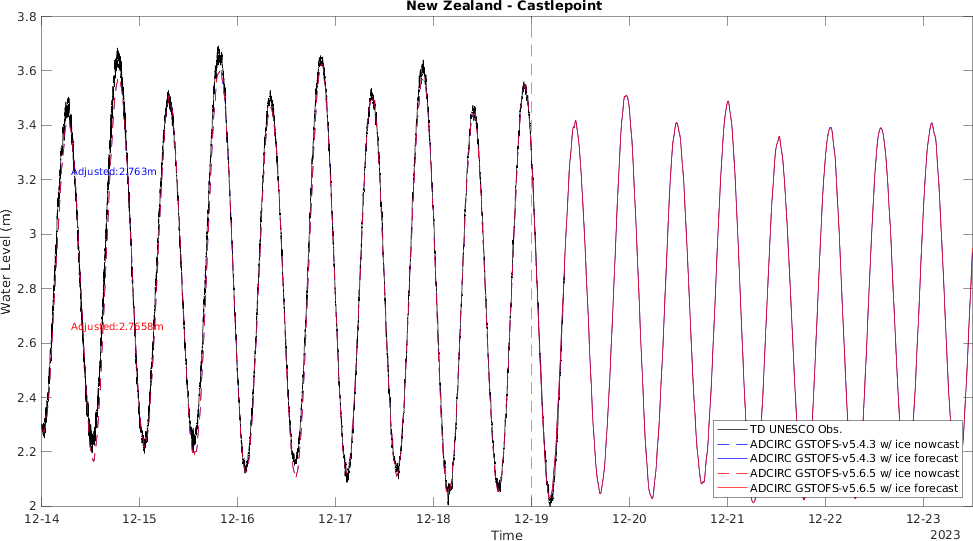 New Zealand - Castlepoint
Water Level (m)
3.8
3.6
3.4
3.2
3
2.8
2.6
2.4
2.2
2
Adjusted:2.763m
Adjusted:2.7658m
TD UNESCO Obs.
ADCIRC GSTOFS-v5.4.3 w/ ice nowcast
ADCIRC GSTOFS-v5.4.3 w/ ice forecast
ADCIRC GSTOFS-v5.6.5 w/ ice nowcast
ADCIRC GSTOFS-v5.6.5 w/ ice forecast
12-14 12-15 12-16 12-17 12-18 12-19 12-20 12-21 12-22 12-23
Time
2023